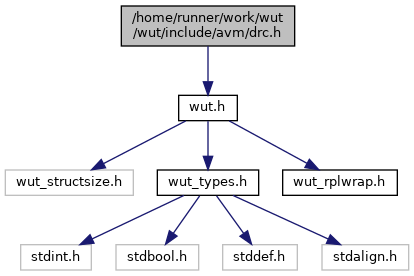 /home/runner/work/wut
/wut/include/avm/drc.h
wut.h
wut_structsize.h
wut_types.h
wut_rplwrap.h
stdint.h
stdbool.h
stddef.h
stdalign.h